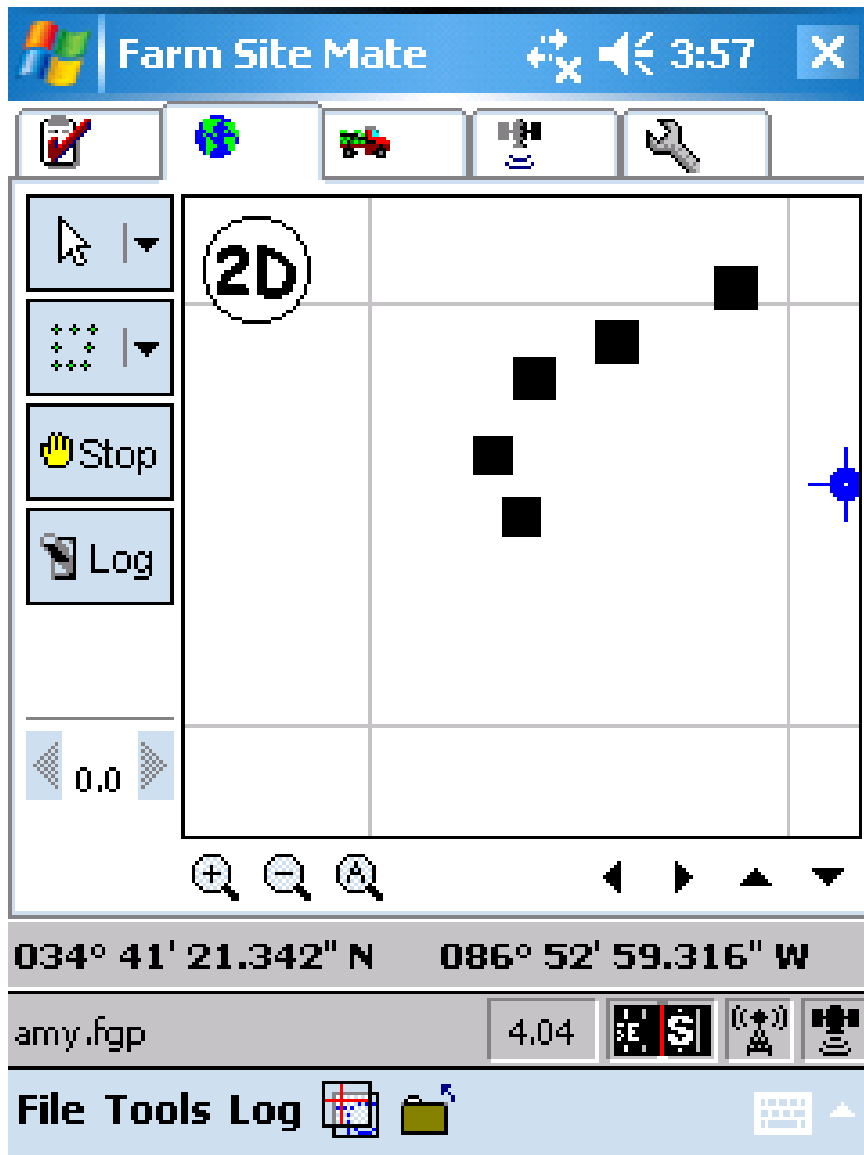 Farm Site Mate 3:57
2D
Stop
Log
0.0
A
034° 41' 21.342" N 086° 52' 59.316" W
amy.fgp 4.04 SE S
File Tools Log